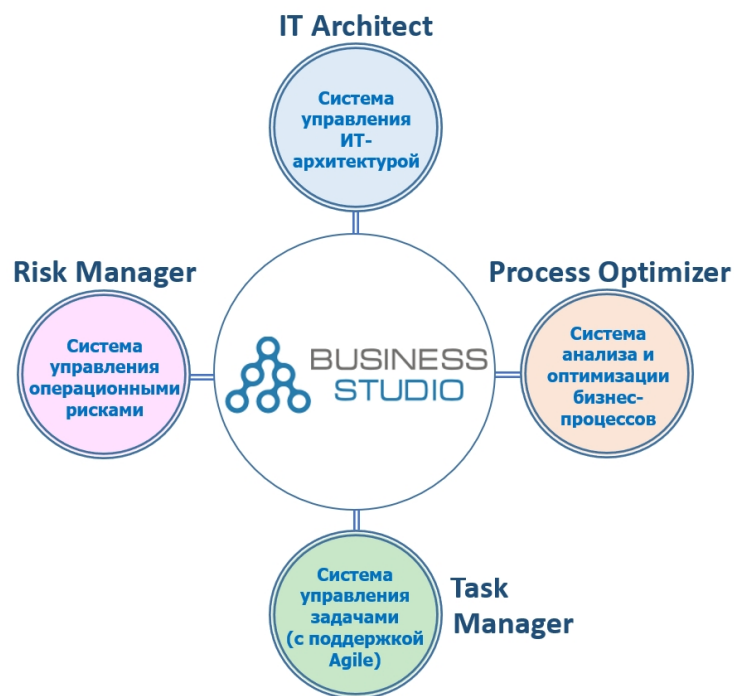 IT Architect
Система
управления
ИТ-
архитектурой
Risk Manager
Process Optimizer
Система
управления
операционными
рисками
BUSINESS
STUDIO
Система
анализа и
оптимизации
бизнес-
процессов
Система
управления
задачами
(с поддержкой
Agile)
Task
Manager